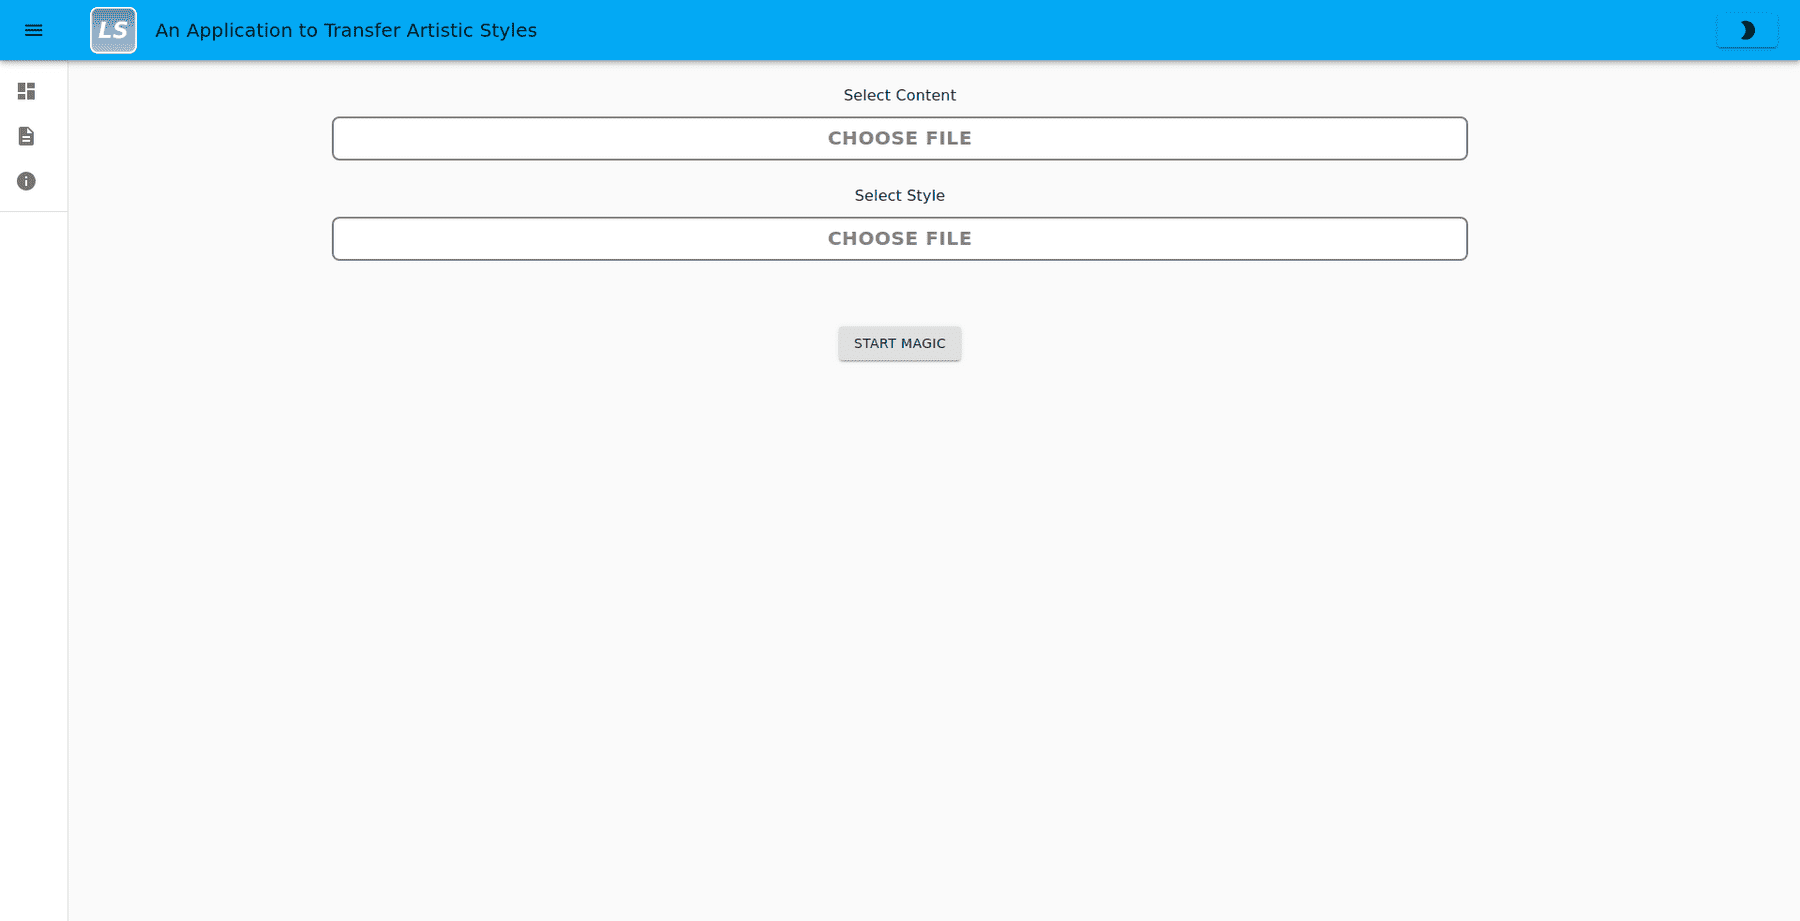 LS
An Application to Transfer Artistic Styles
Select Content
CHOOSE FILE
Select Style
CHOOSE FILE
START MAGIC